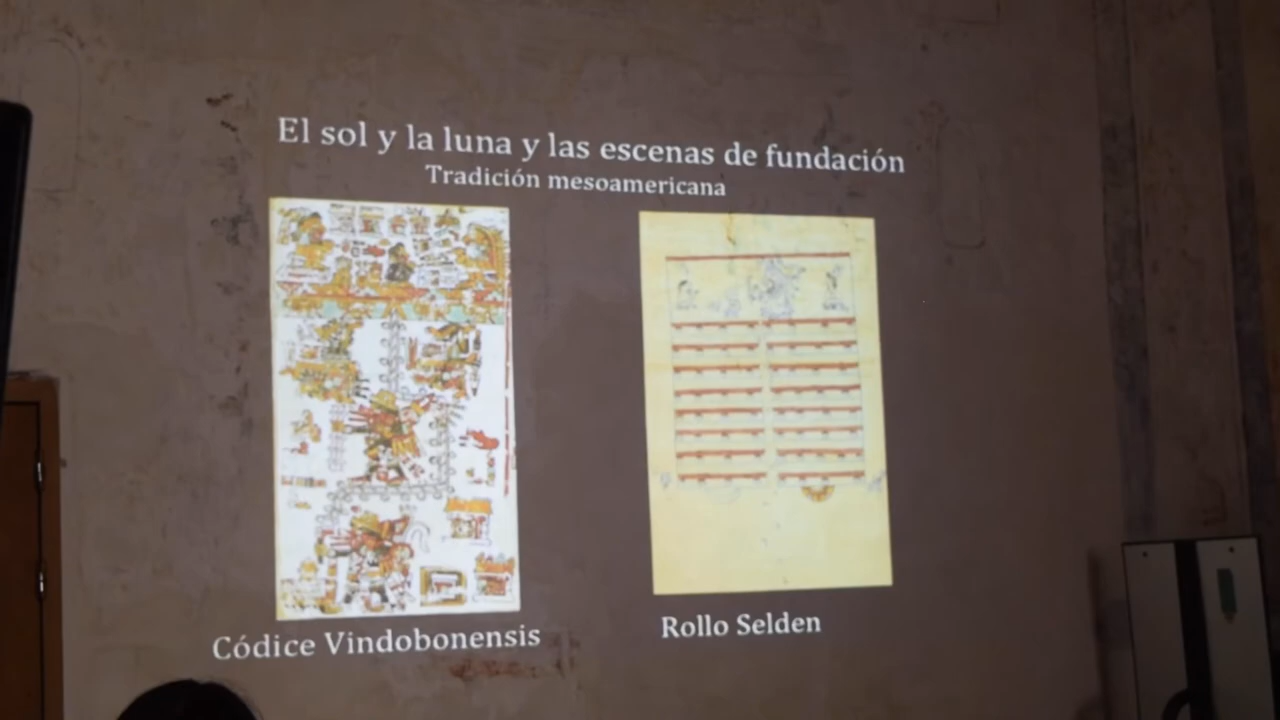 El sol y la luna y las escenas de fundación
Tradición mesoamericana
Códice Vindobonensis
Rollo Selden